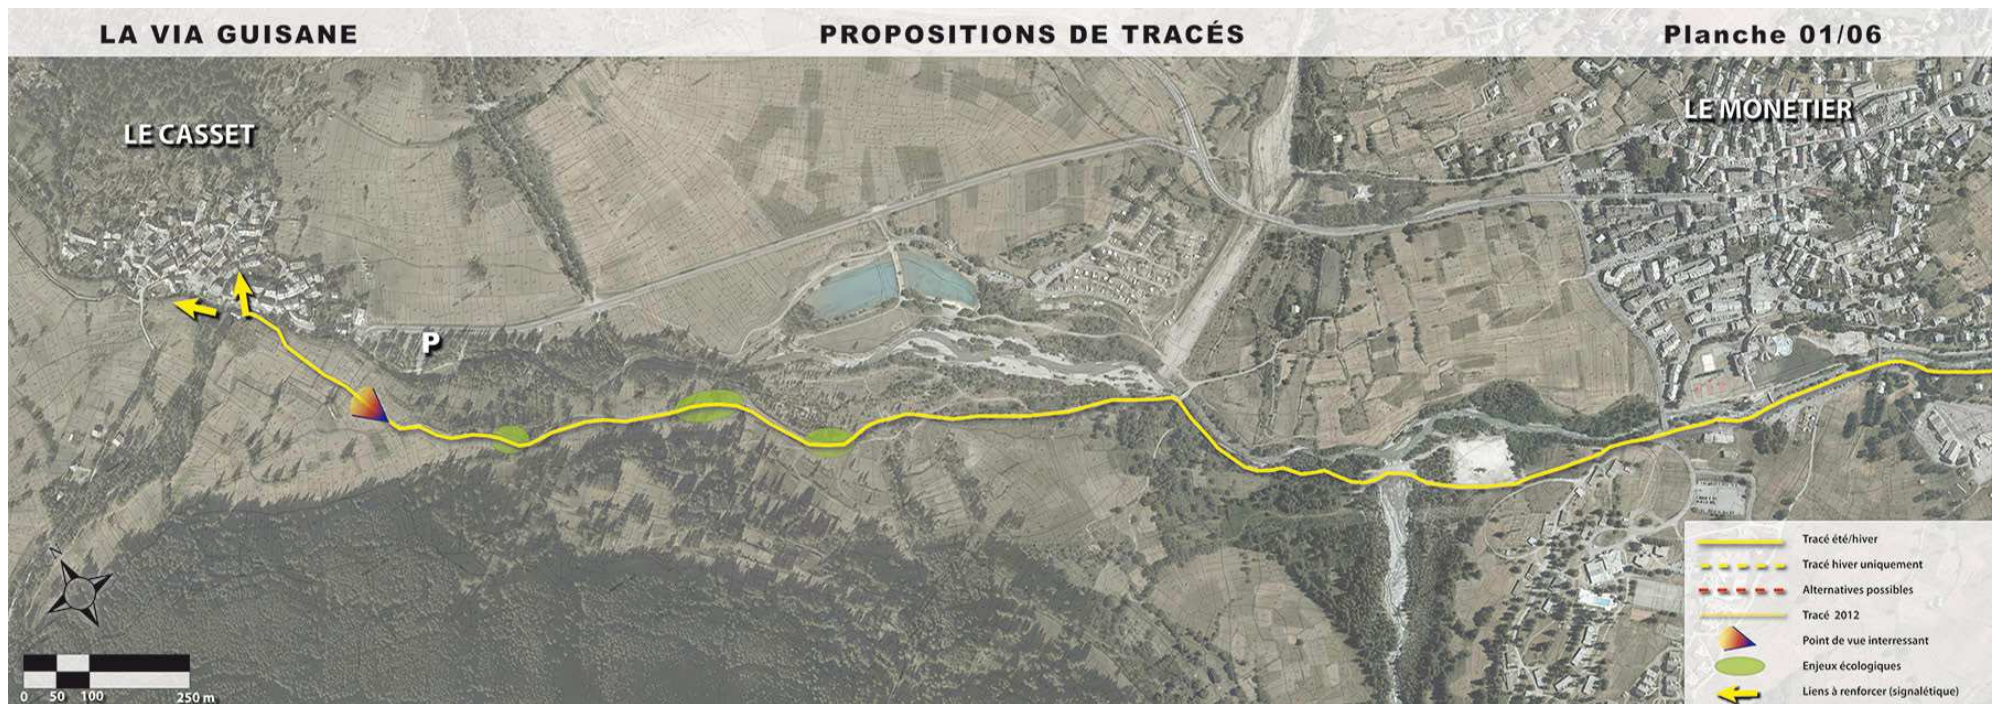 LA VIA GUISANE
PROPOSITIONS DE TRACÉS
Planche 01/06
LE CASSET
LE MONETIER
P
N
0 50 100 250 m
Tracé été/hiver
Tracé hiver uniquement
Alternatives possibles
Tracé 2012
Point de vue interressant
Enjeux écologiques
Liens à renforcer (signalétique)